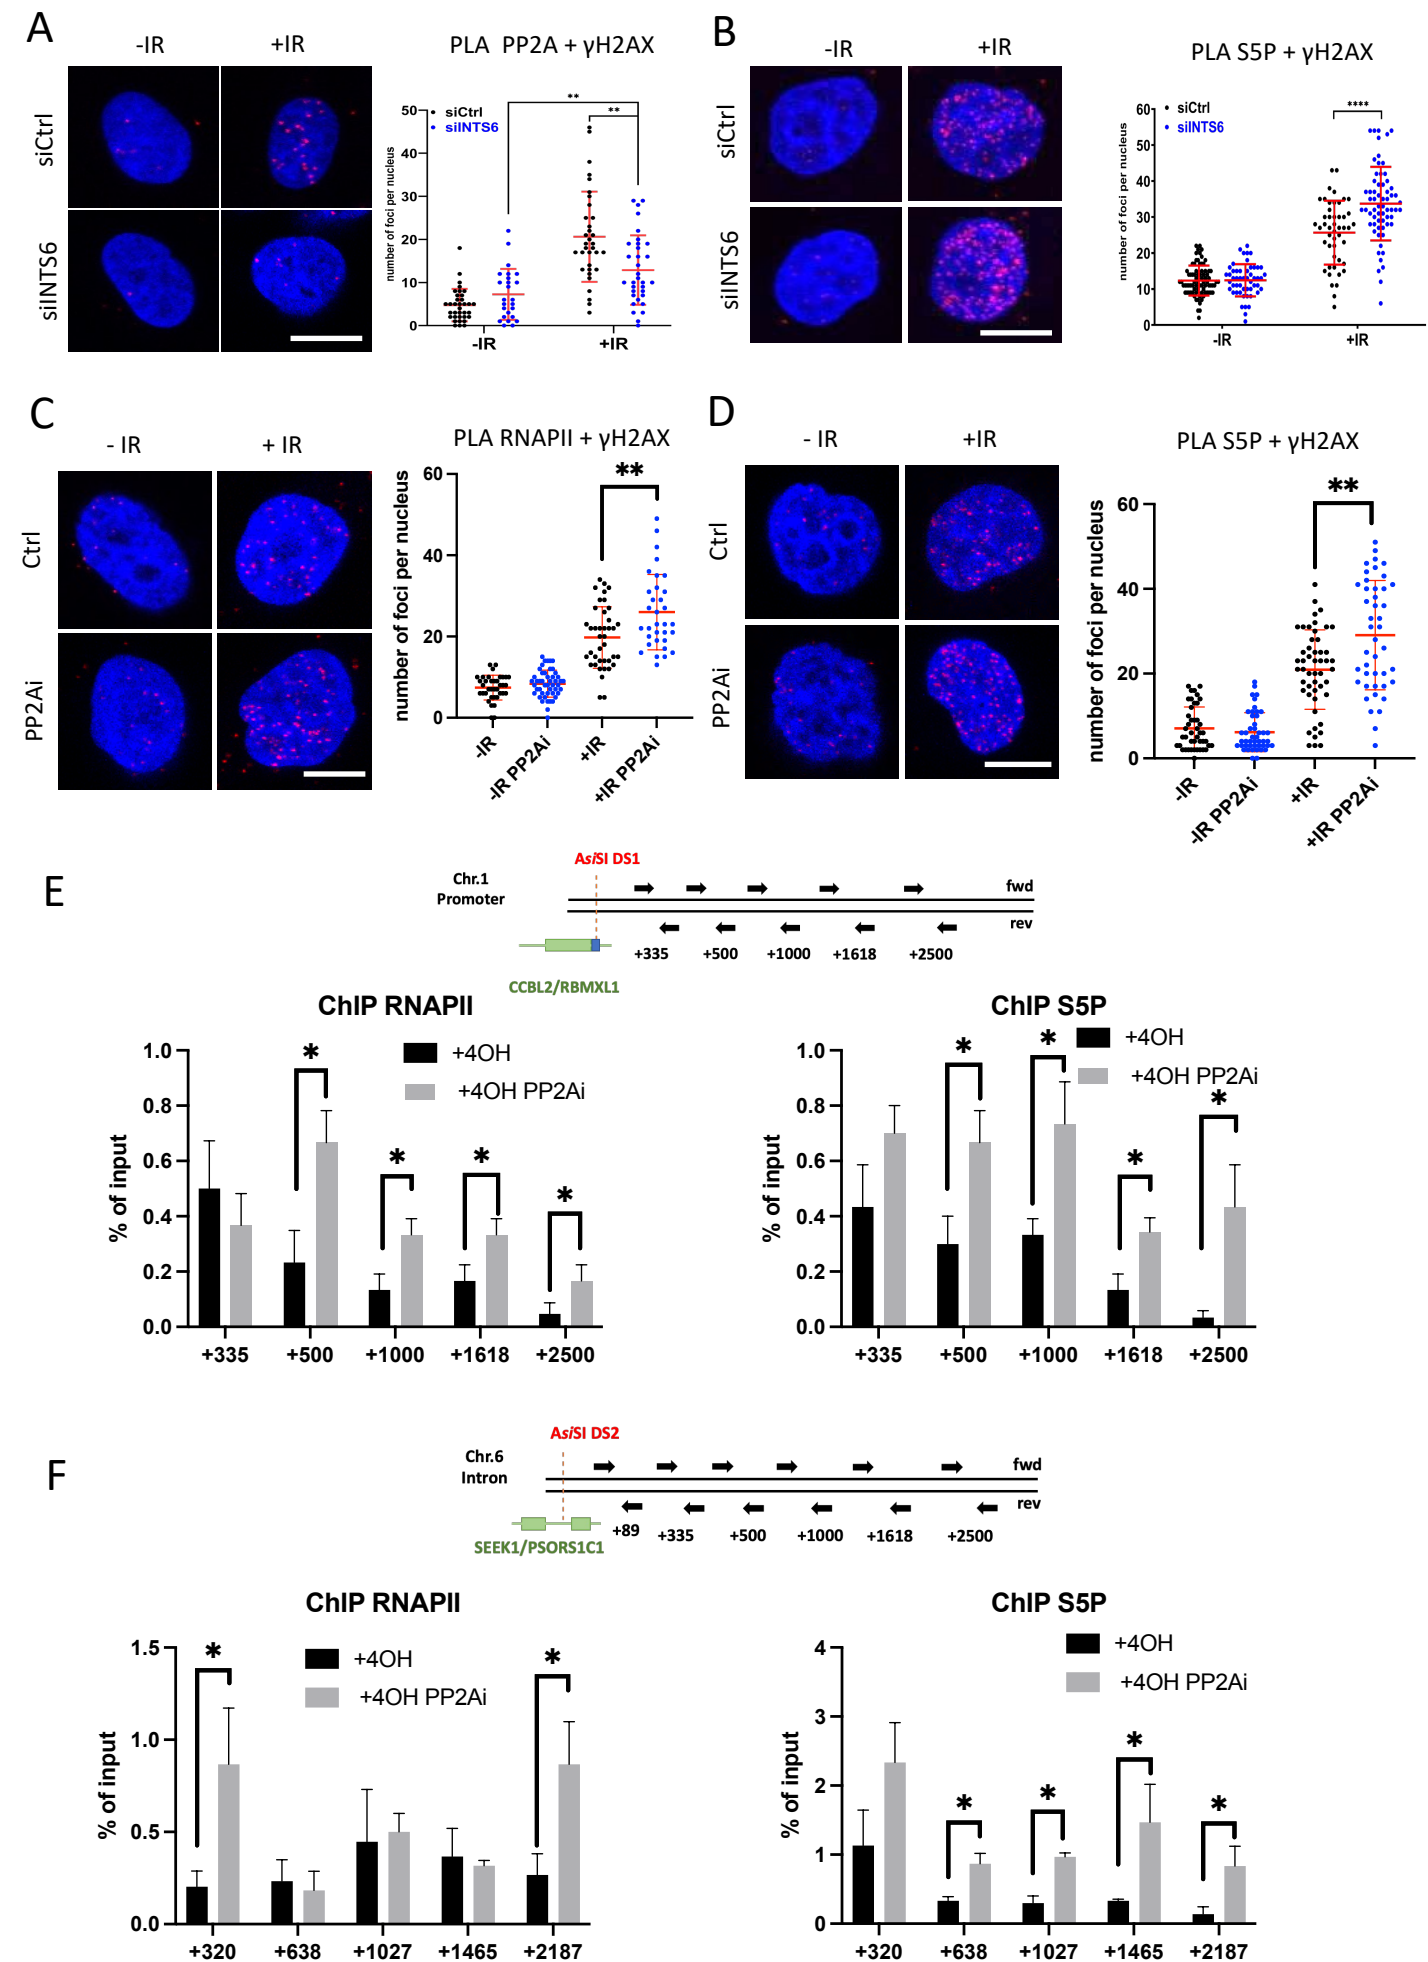 A
-IR
+IR
PLA PP2A + γH2AX
siCtrl
siINTS6
number of foci per nucleus
50
40
30
20
10
0
siCtrl
siINTS6
**
**
-IR
+IR
B
-IR
+IR
PLA S5P + γH2AX
siCtrl
siINTS6
number of foci per nucleus
60
50
40
30
20
10
0
siCtrl
siINTS6
****
-IR
+IR
C
- IR
+ IR
PLA RNAPII + γH2AX
Ctrl
PP2Ai
number of foci per nucleus
60
40
20
0
**
-IR
-IR PP2Ai
+IR
+IR PP2Ai
D
- IR
+IR
PLA S5P + γH2AX
Ctrl
PP2Ai
number of foci per nucleus
60
40
20
0
**
-IR
-IR PP2Ai
+IR
+IR PP2Ai
E
AsiSI DS1
Chr.1
Promoter
fwd
rev
+335 +500 +1000 +1618 +2500
CCBL2/RBMXL1
ChIP RNAPII
% of input
1.0
0.8
0.6
0.4
0.2
0.0
+4OH
+4OH PP2Ai
* * * *
+335 +500 +1000 +1618 +2500
ChIP S5P
% of input
1.0
0.8
0.6
0.4
0.2
0.0
+4OH
+4OH PP2Ai
* * * *
+335 +500 +1000 +1618 +2500
F
AsiSI DS2
Chr.6
Intron
fwd
rev
+89 +335 +500 +1000 +1618 +2500
SEEK1/PSORS1C1
ChIP RNAPII
% of input
1.5
1.0
0.5
0.0
+4OH
+4OH PP2Ai
* *
+320 +638 +1027 +1465 +2187
ChIP S5P
% of input
4
3
2
1
0
+4OH
+4OH PP2Ai
* * * *
+320 +638 +1027 +1465 +2187